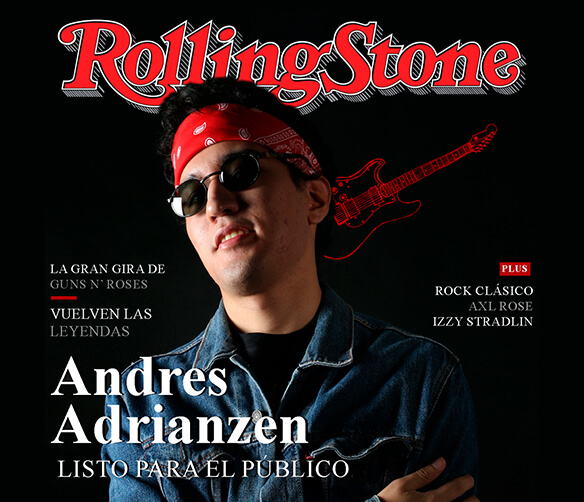 RollingStone
LA GRAN GIRA DE
GUNS N' ROSES
VUELVEN LAS
LEYENDAS
PLUS
ROCK CLÁSICO
AXL ROSE
IZZY STRADLIN
Andres
Adrianzen
LISTO PARA EL PÚBLICO